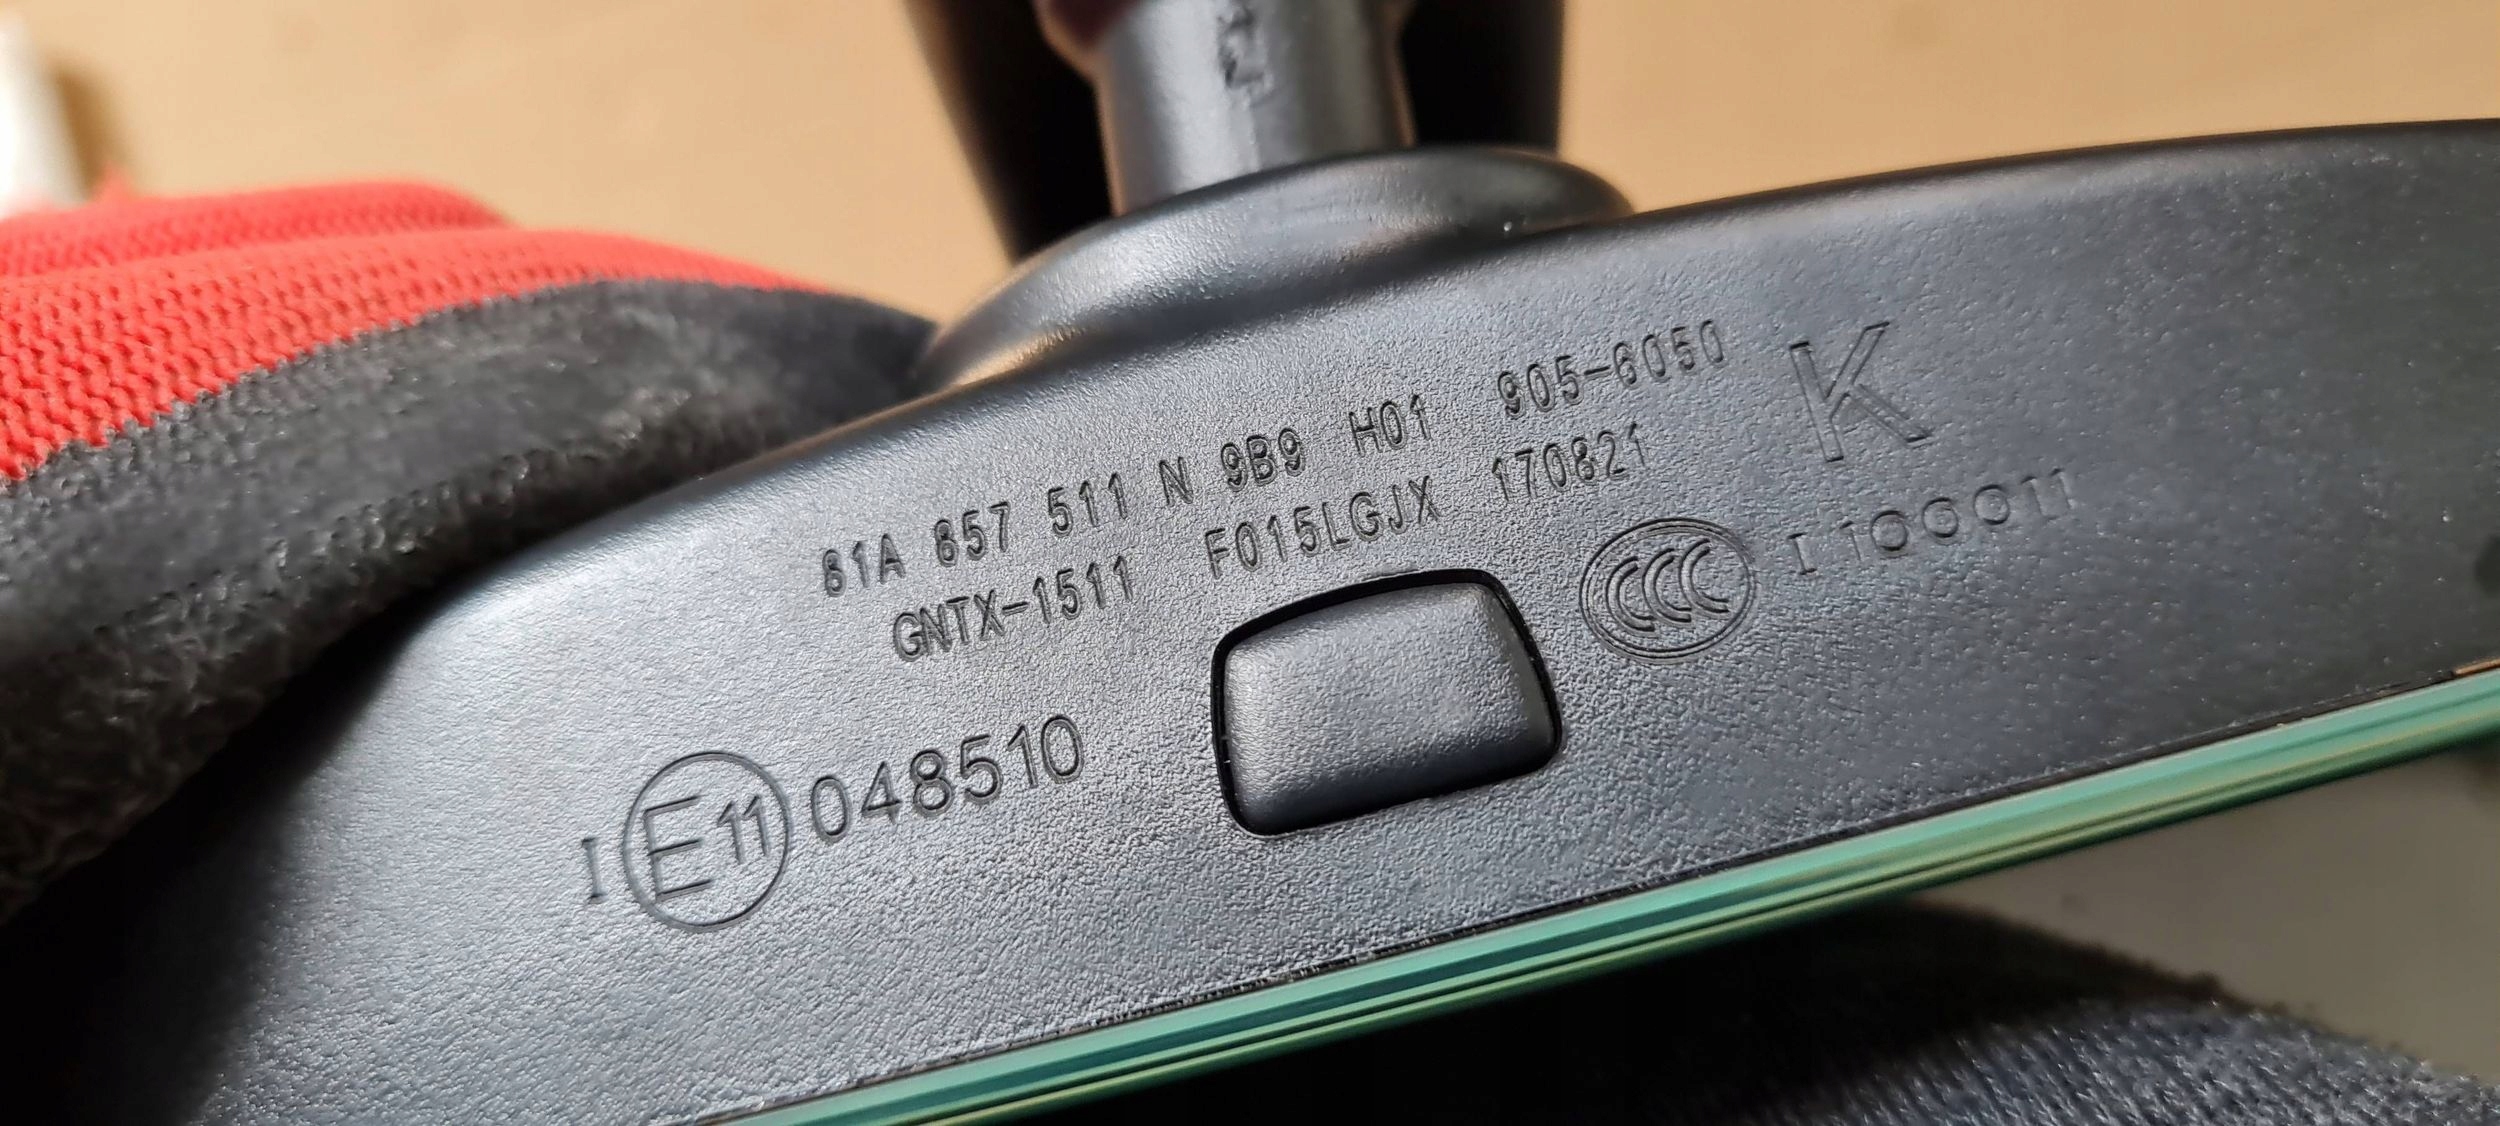 81A 857 511 N 9B9 H01 905-6050
GNTX-1511 F015LGJX 170821
K
CCC I 100011
I E11 048510